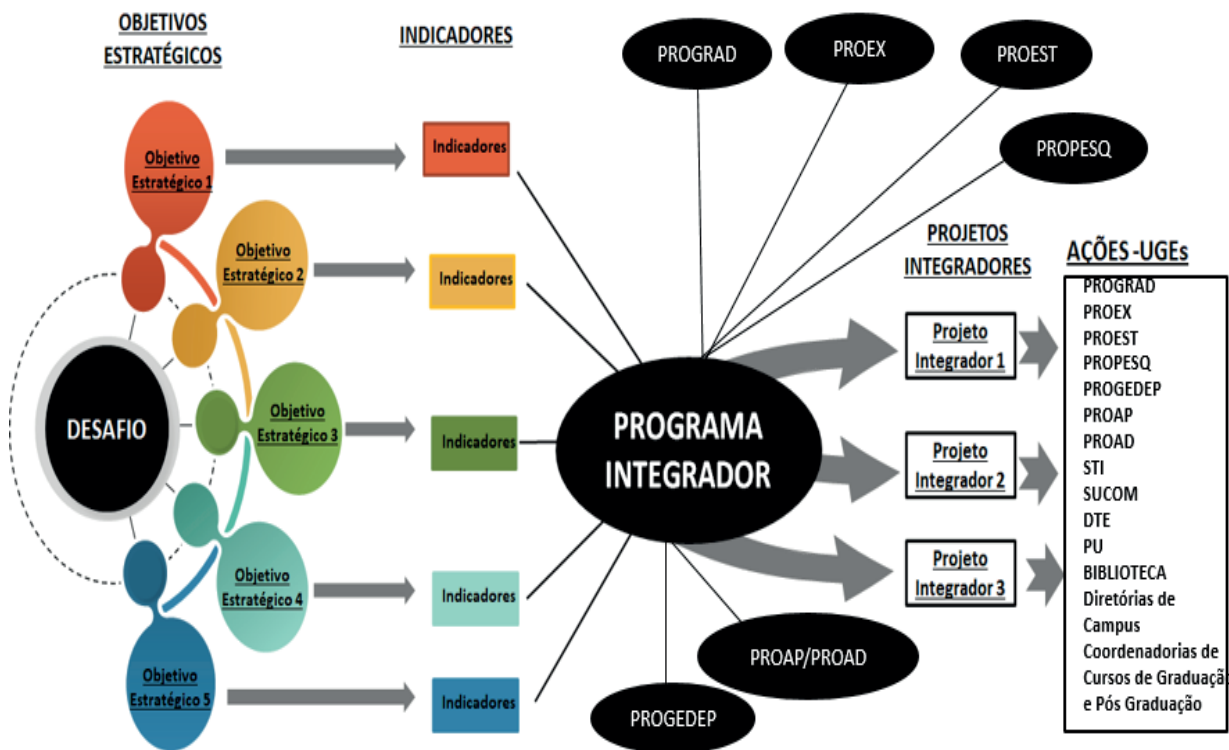 OBJETIVOS
ESTRATÉGICOS
INDICADORES
PROGRAD
PROEX
PROEST
PROPESQ
Objetivo
Estratégico 1
Indicadores
Objetivo
Estratégico 2
Indicadores
DESAFIO
Objetivo
Estratégico 3
Indicadores
Objetivo
Estratégico 4
Indicadores
Objetivo
Estratégico 5
Indicadores
PROGRAMA
INTEGRADOR
PROAP/PROAD
PROGEDEP
PROJETOS
INTEGRADORES
Projeto
Integrador 1
Projeto
Integrador 2
Projeto
Integrador 3
AÇÕES -UGEs
PROGRAD
PROEX
PROEST
PROPESQ
PROGEDEP
PROAP
PROAD
STI
SUCOM
DTE
PU
BIBLIOTECA
Diretórias de
Campus
Coordenadorias de
Cursos de Graduação
e Pós Graduação